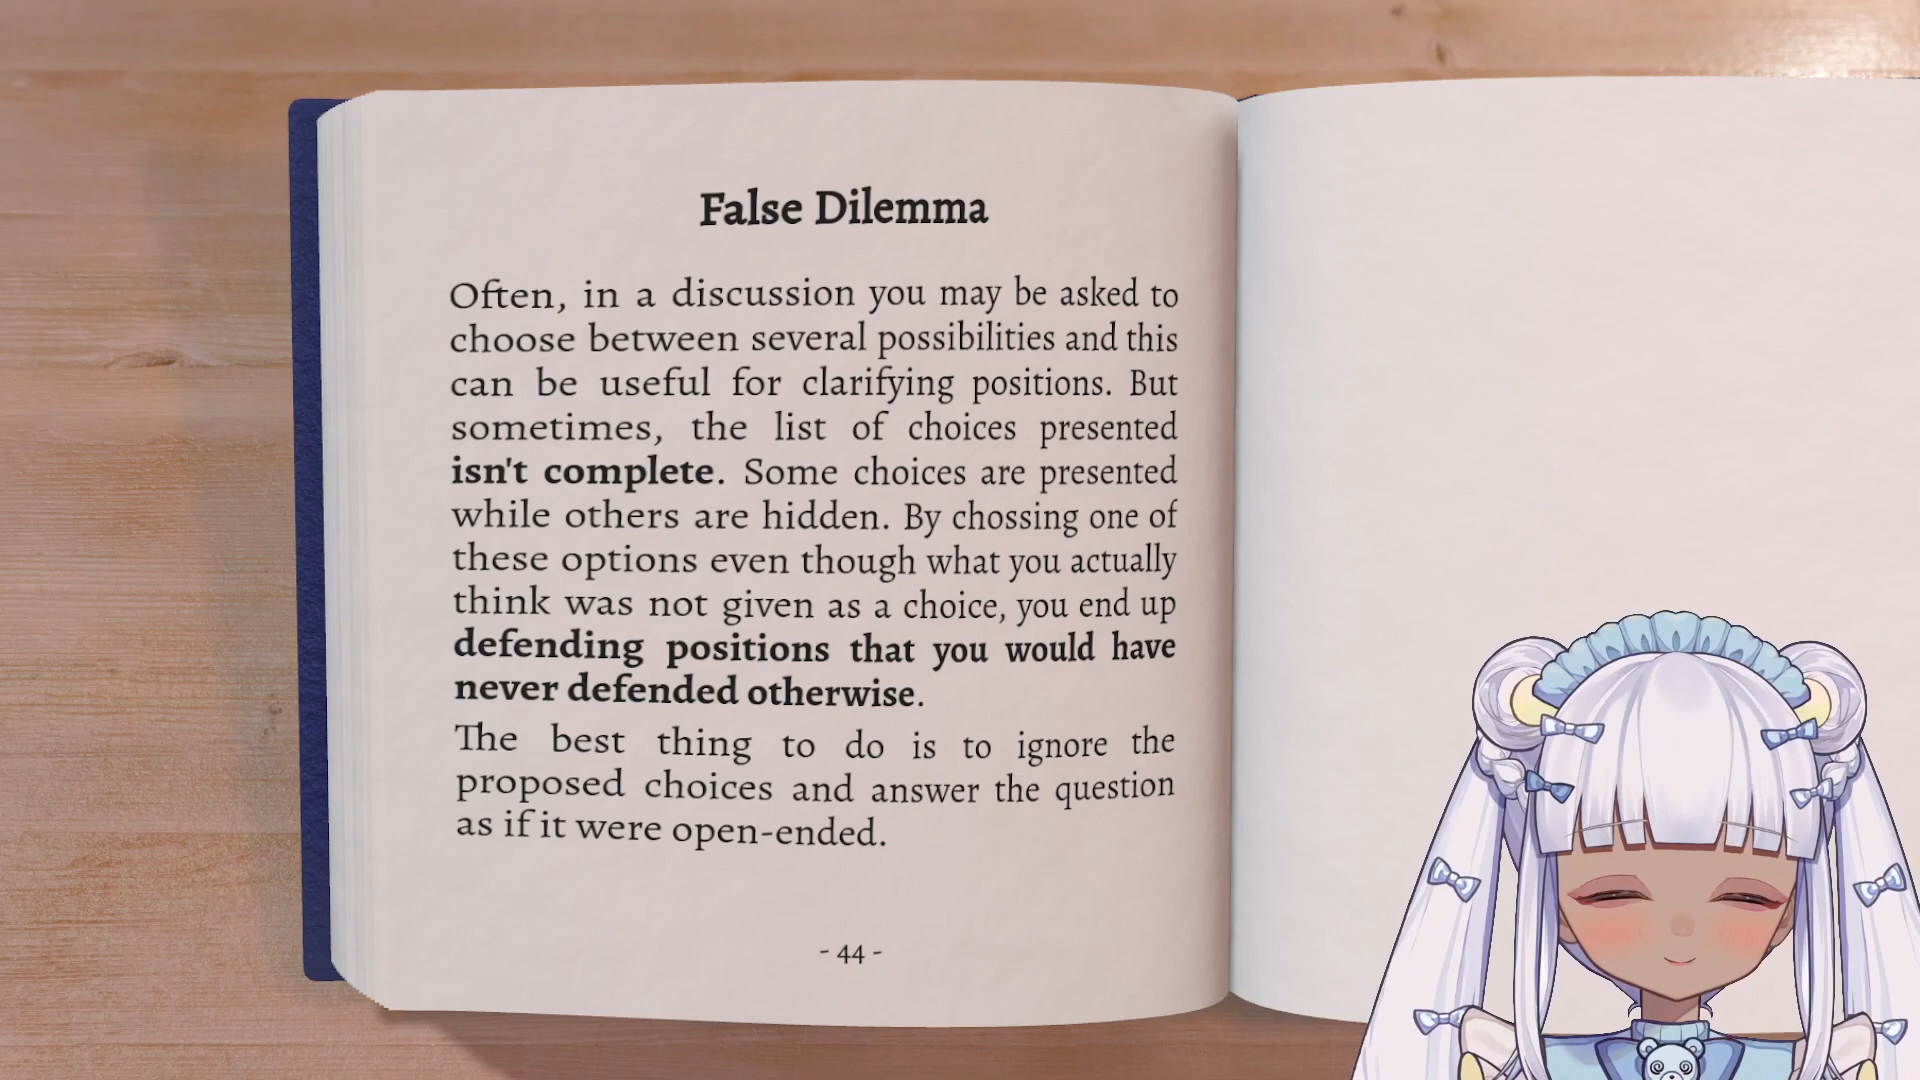 False Dilemma
Often, in a discussion you may be asked to
choose between several possibilities and this
can be useful for clarifying positions. But
sometimes, the list of choices presented
isn't complete. Some choices are presented
while others are hidden. By chossing one of
these options even though what you actually
think was not given as a choice, you end up
defending positions that you would have
never defended otherwise.
The best thing to do is to ignore the
proposed choices and answer the question
as if it were open-ended.
- 44 -